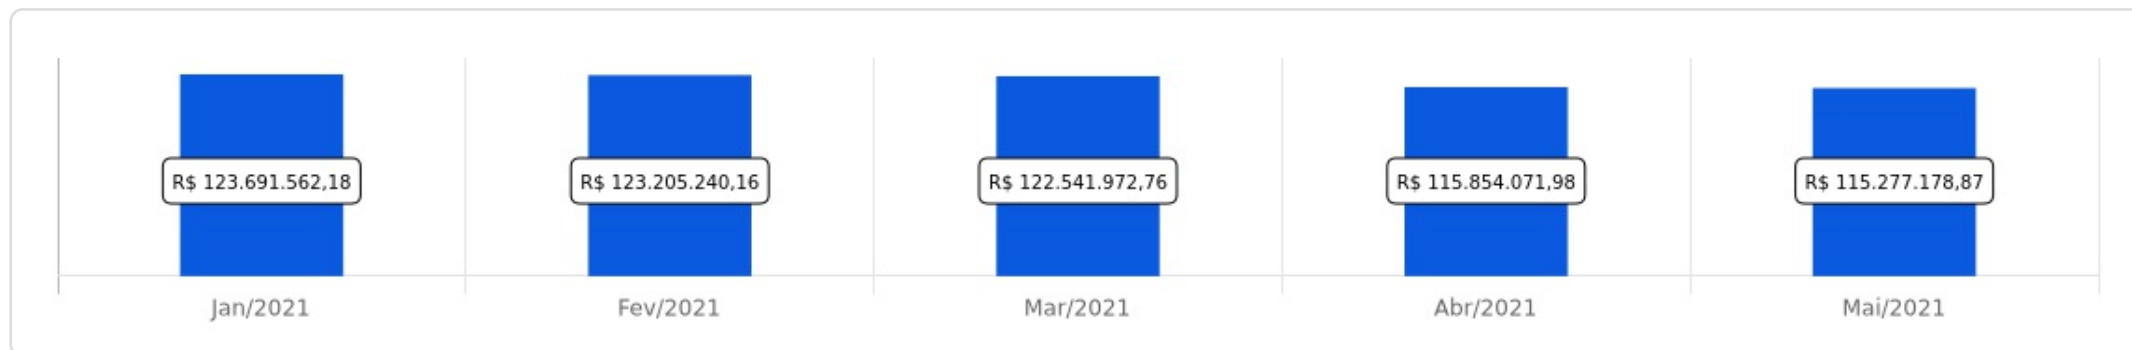 R$ 123.691.562,18
R$ 123.205.240,16
R$ 122.541.972,76
R$ 115.854.071,98
R$ 115.277.178,87
Jan/2021
Fev/2021
Mar/2021
Abr/2021
Mai/2021